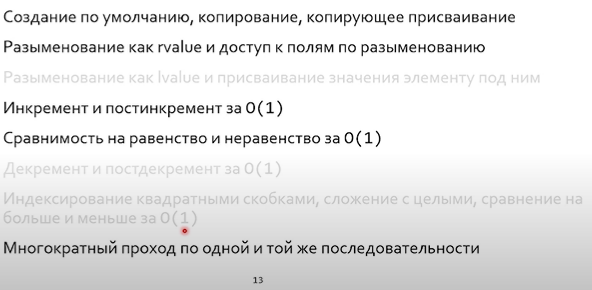 Создание по умолчанию, копирование, копирующее присваивание
Разыменование как rvalue и доступ к полям по разыменованию
Разыменование как lvalue и присваивание значения элементу под ним
Инкремент и постинкремент за O(1)
Сравнимость на равенство и неравенство за O(1)
Декремент и постдекремент за O(1)
Индексирование квадратными скобками, сложение с целыми, сравнение на
больше и меньше за O(1)
Многократный проход по одной и той же последовательности
13